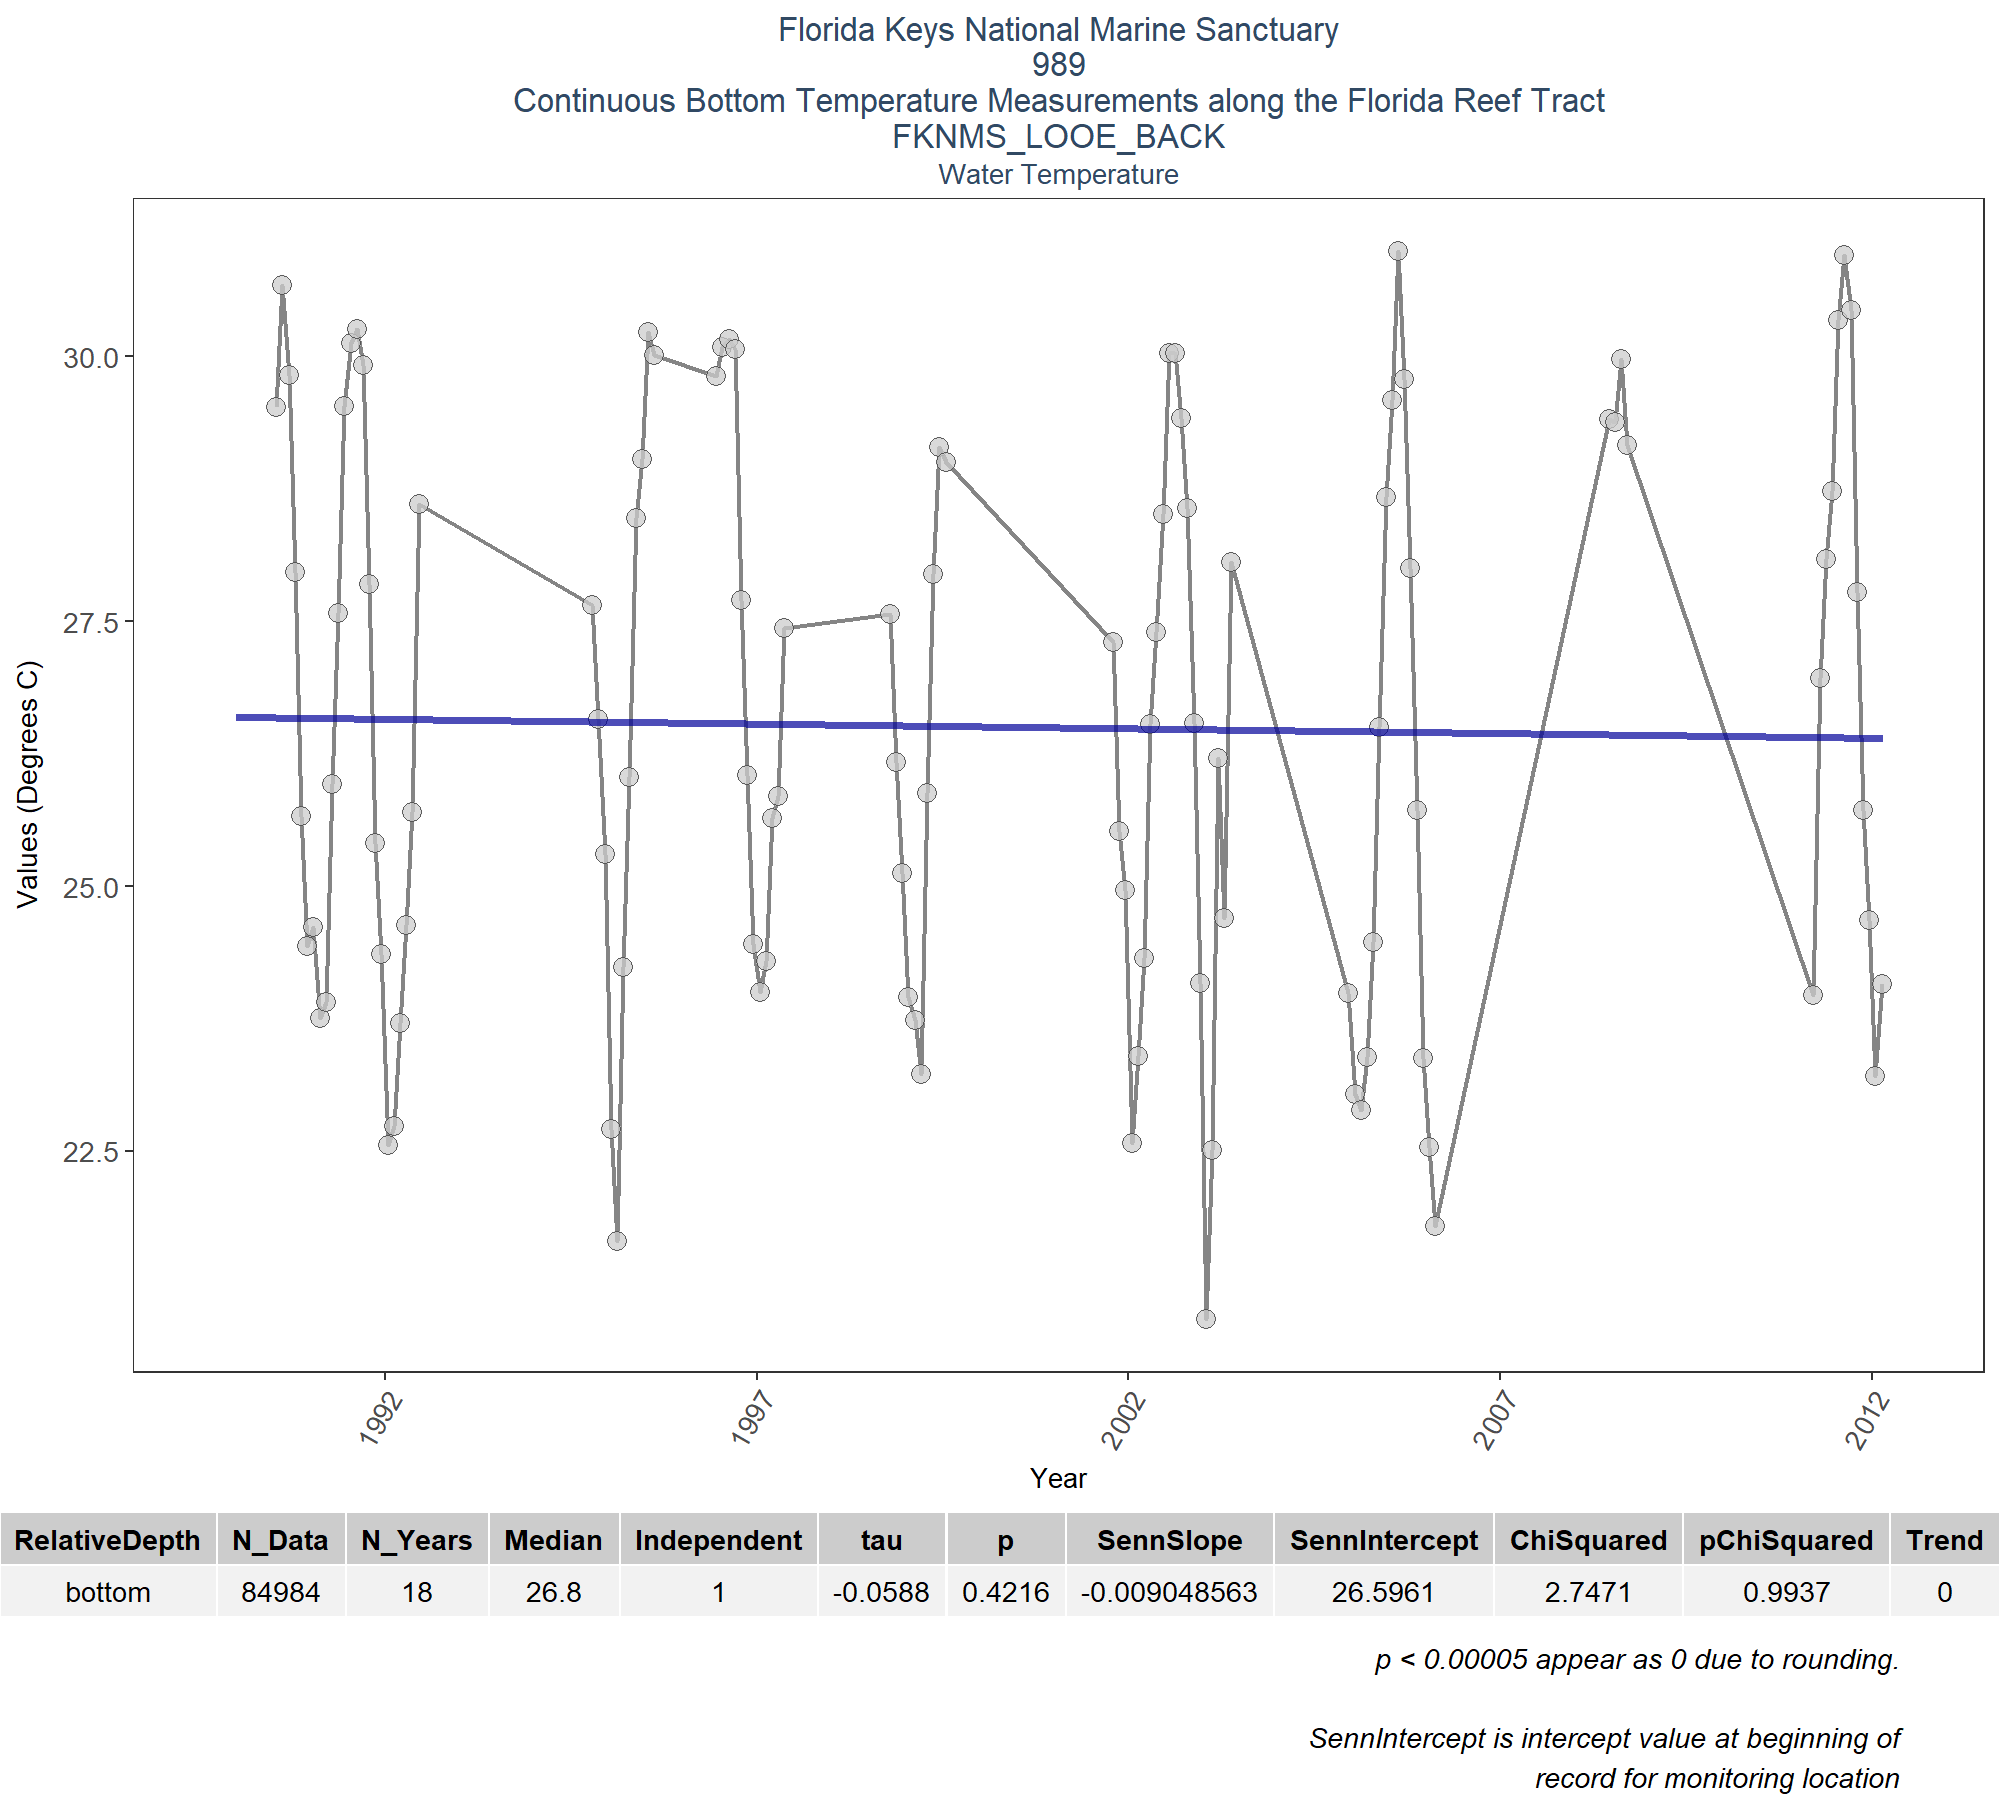 Florida Keys National Marine Sanctuary
989
Continuous Bottom Temperature Measurements along the Florida Reef Tract
FKNMS_LOOE_BACK
Water Temperature
Values (Degrees C)
30.0
27.5
25.0
22.5
1992 1997 2002 2007 2012
Year
RelativeDepth N_Data N_Years Median Independent tau p SennSlope SennIntercept ChiSquared pChiSquared Trend
bottom 84984 18 26.8 1 -0.0588 0.4216 -0.009048563 26.5961 2.7471 0.9937 0
p < 0.00005 appear as 0 due to rounding.
SennIntercept is intercept value at beginning of
record for monitoring location